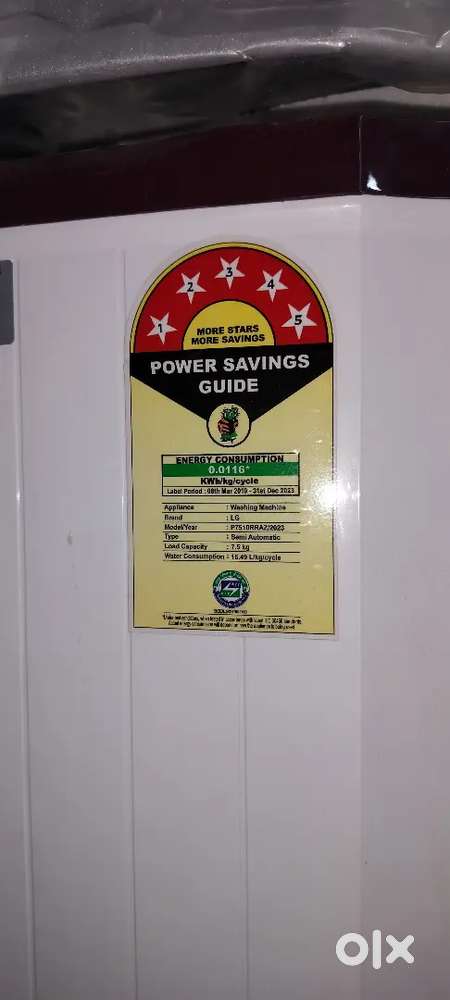 1 2 3 4 5
MORE STARS
MORE SAVINGS
POWER SAVINGS
GUIDE
ENERGY CONSUMPTION
0.0116*
KWh/kg/cycle
Label Period : 08th Mar 2019 - 31st Dec 2023
Appliance : Washing Machine
Brand : LG
Model/Year : P7510RRAZ/2023
Type : Semi Automatic
Load Capacity : 7.5 kg
Water Consumption : 15.49 L/kg/cycle
olx